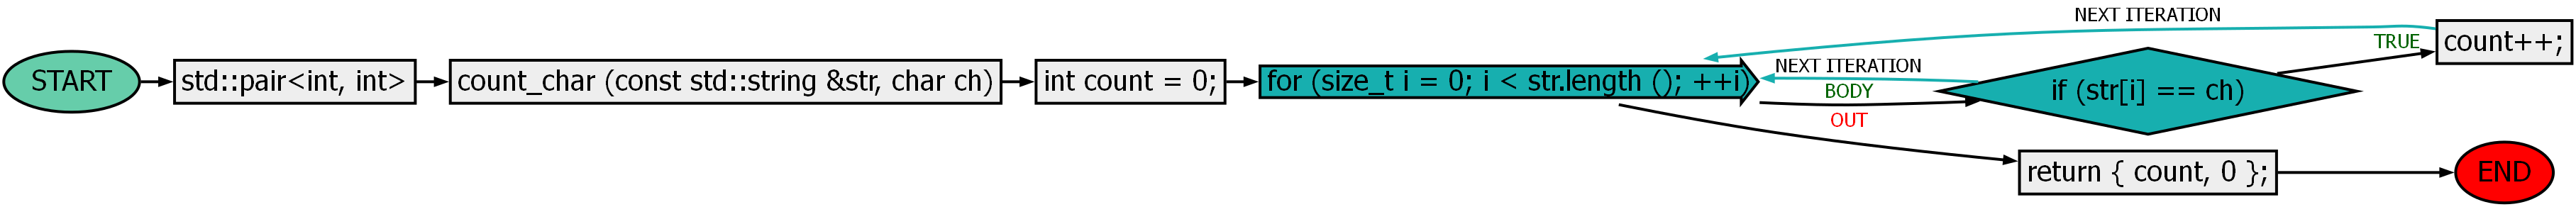 START
std::pair<int, int>
count_char (const std::string &str, char ch)
int count = 0;
for (size_t i = 0; i < str.length (); ++i)
NEXT ITERATION
NEXT ITERATION
BODY
OUT
if (str[i] == ch)
TRUE
count++;
return { count, 0 };
END